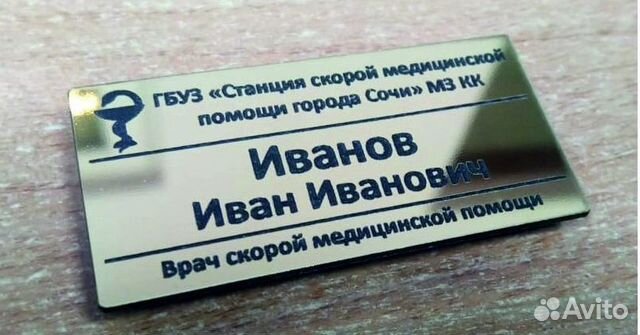 ГБУЗ «Станция скорой медицинской
помощи города Сочи» МЗ КК
Иванов
Иван Иванович
Врач скорой медицинской помощи
Avito